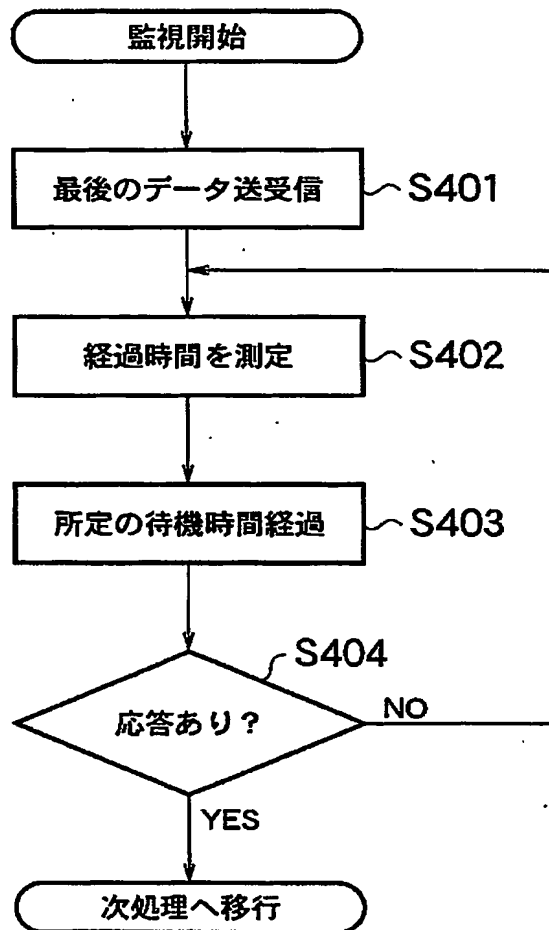 監視開始
最後のデータ送受信 S401
経過時間を測定 S402
所定の待機時間経過 S403
S404
応答あり?
NO
YES
次処理へ移行